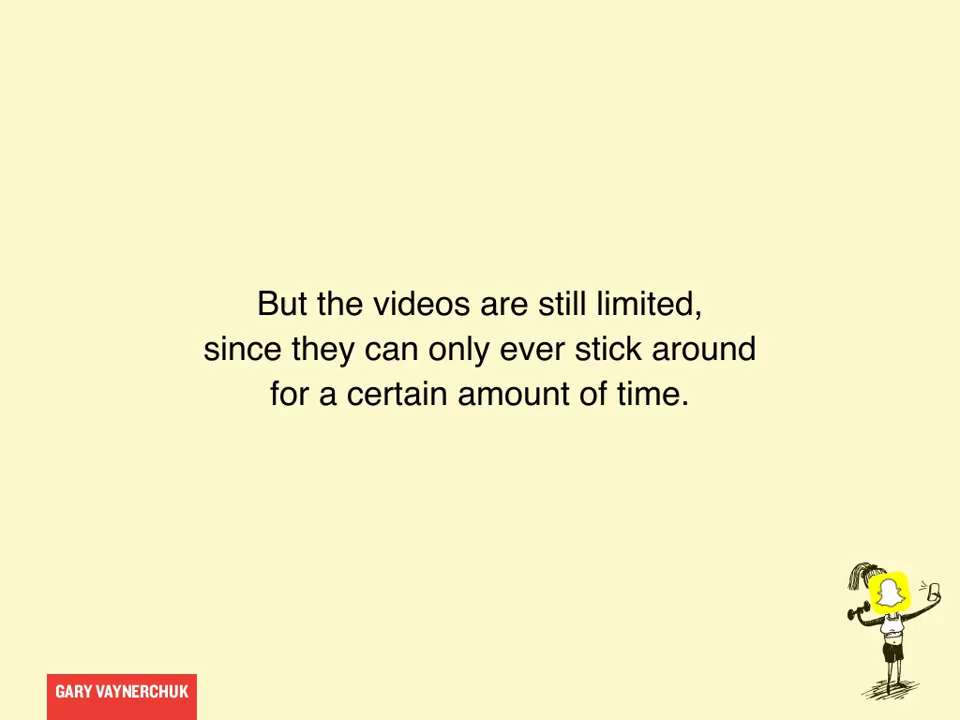 But the videos are still limited,
since they can only ever stick around
for a certain amount of time.
GARY VAYNERCHUK